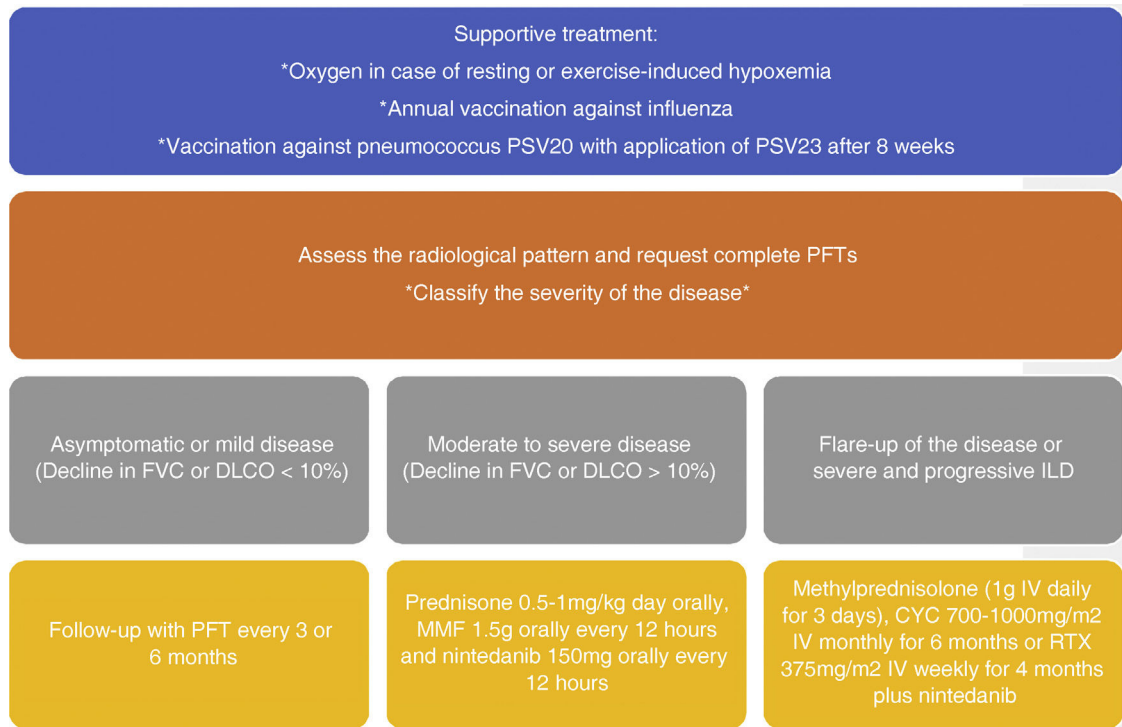 Supportive treatment:
*Oxygen in case of resting or exercise-induced hypoxemia
*Annual vaccination against influenza
*Vaccination against pneumococcus PSV20 with application of PSV23 after 8 weeks
Assess the radiological pattern and request complete PFTs
*Classify the severity of the disease*
Asymptomatic or mild disease
(Decline in FVC or DLCO < 10%)
Moderate to severe disease
(Decline in FVC or DLCO > 10%)
Flare-up of the disease or
severe and progressive ILD
Follow-up with PFT every 3 or
6 months
Prednisone 0.5-1mg/kg day orally,
MMF 1.5g orally every 12 hours
and nintedanib 150mg orally every
12 hours
Methylprednisolone (1g IV daily
for 3 days), CYC 700-1000mg/m2
IV monthly for 6 months or RTX
375mg/m2 IV weekly for 4 months
plus nintedanib